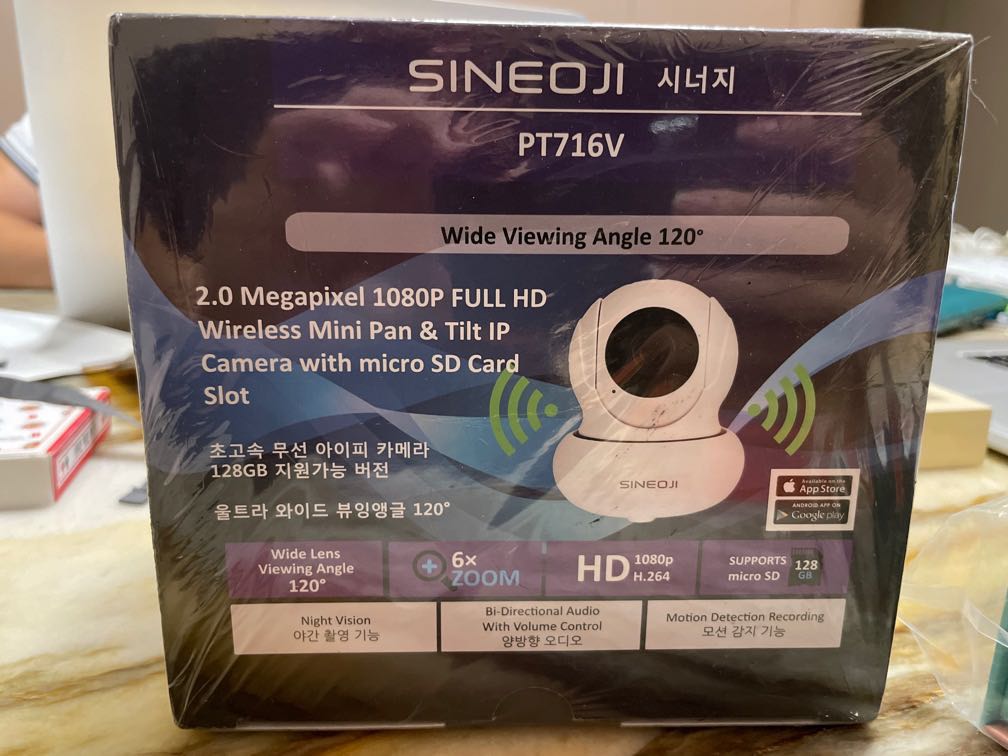 SINEOJI 시너지
PT716V
Wide Viewing Angle 120°
2.0 Megapixel 1080P FULL HD
Wireless Mini Pan & Tilt IP
Camera with micro SD Card
Slot
초고속 무선 아이피 카메라
128GB 지원가능 버전
울트라 와이드 뷰잉앵글 120°
SINEOJI
Available on the
App Store
ANDROID APP ON
Google play
Wide Lens
Viewing Angle
120°
6×
ZOOM
HD 1080p
H.264
SUPPORTS
micro SD
128
GB
Night Vision
야간 촬영 기능
Bi-Directional Audio
With Volume Control
양방향 오디오
Motion Detection Recording
모션 감지 기능